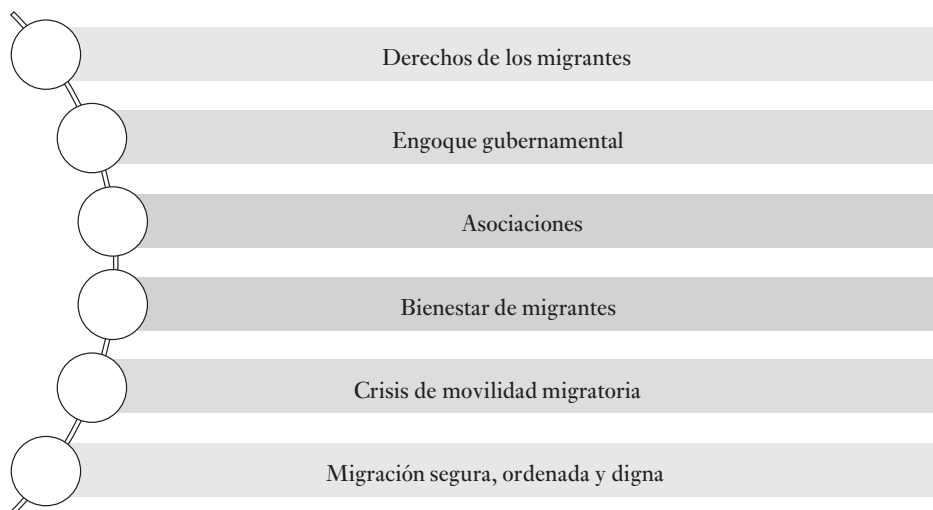 Derechos de los migrantes
Engoque gubernamental
Asociaciones
Bienestar de migrantes
Crisis de movilidad migratoria
Migración segura, ordenada y digna